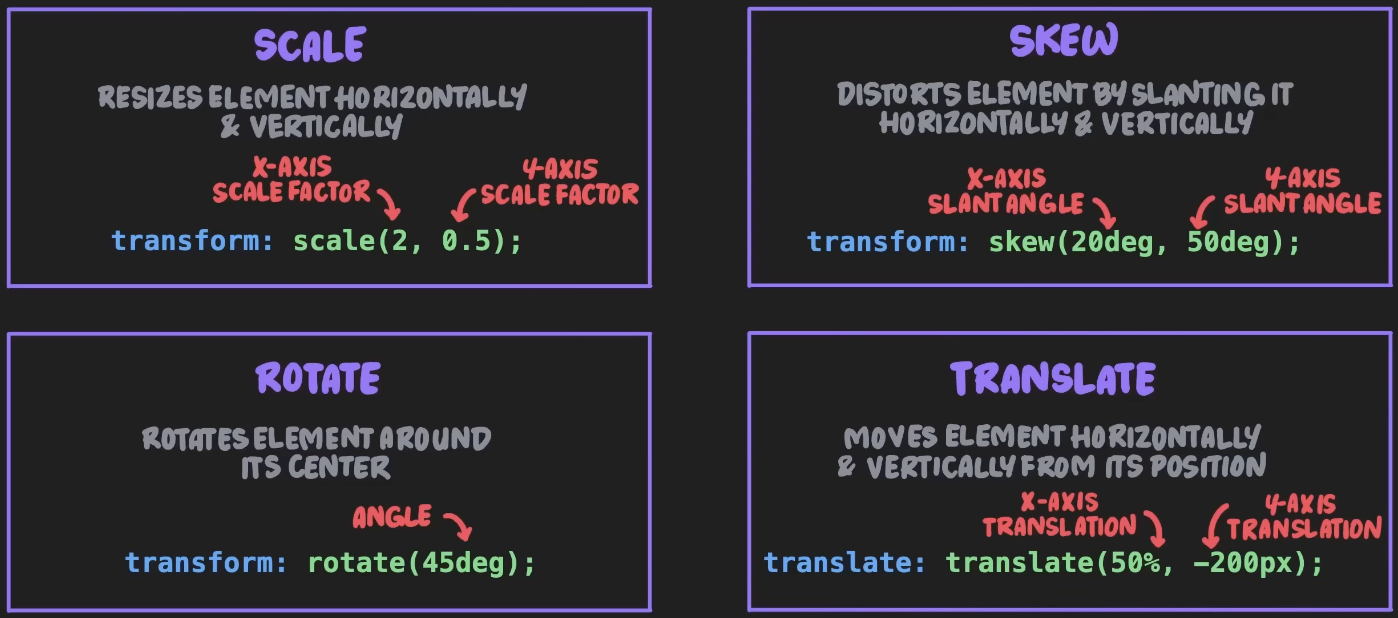 SCALE
RESIZES ELEMENT HORIZONTALLY
& VERTICALLY
X-AXIS
SCALE FACTOR
Y-AXIS
SCALE FACTOR
transform: scale(2, 0.5);
SKEW
DISTORTS ELEMENT BY SLANTING IT
HORIZONTALLY & VERTICALLY
X-AXIS
SLANT ANGLE
Y-AXIS
SLANT ANGLE
transform: skew(20deg, 50deg);
ROTATE
ROTATES ELEMENT AROUND
ITS CENTER
ANGLE
transform: rotate(45deg);
TRANSLATE
MOVES ELEMENT HORIZONTALLY
& VERTICALLY FROM ITS POSITION
X-AXIS
TRANSLATION
Y-AXIS
TRANSLATION
translate: translate(50%, -200px);